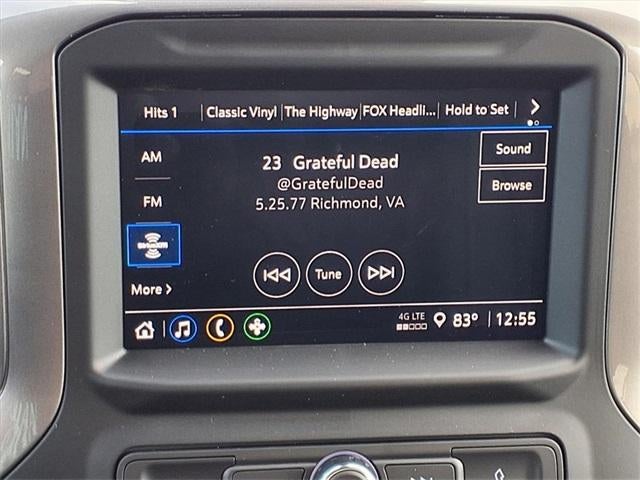 Hits 1 Classic Vinyl The Highway FOX Headli... Hold to Set
AM
FM
SiriusXM
More >
23 Grateful Dead
@GratefulDead
5.25.77 Richmond, VA
Sound
Browse
Tune
4G LTE
83° 12:55